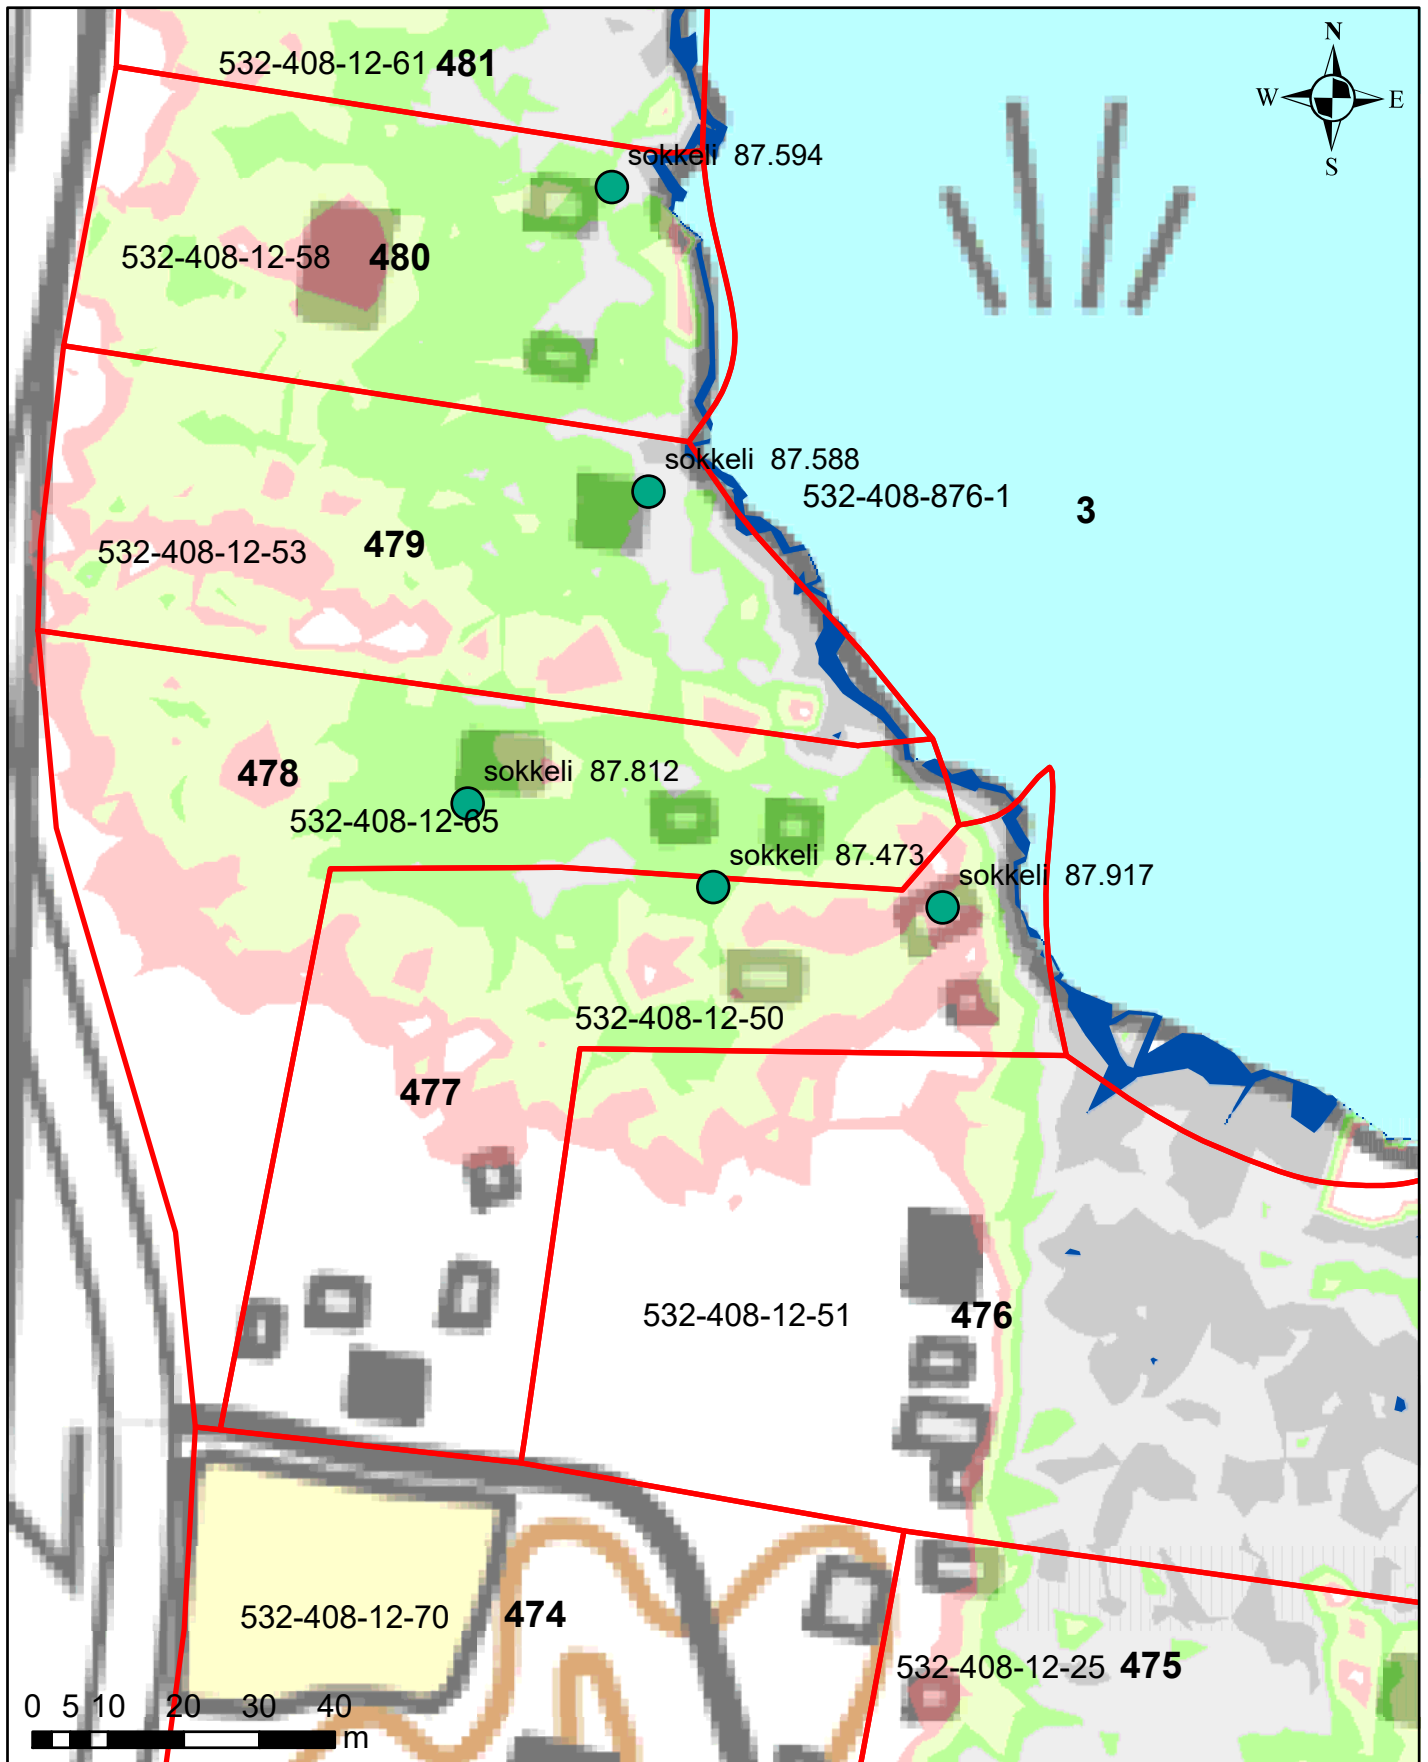 532-408-12-61 481
N
W E
S
sokkeli 87.594
532-408-12-58 480
sokkeli 87.588
532-408-876-1 3
532-408-12-53 479
478 sokkeli 87.812
532-408-12-65
sokkeli 87.473
sokkeli 87.917
532-408-12-50
477
532-408-12-51 476
532-408-12-70 474
532-408-12-25 475
0 5 10 20 30 40
m